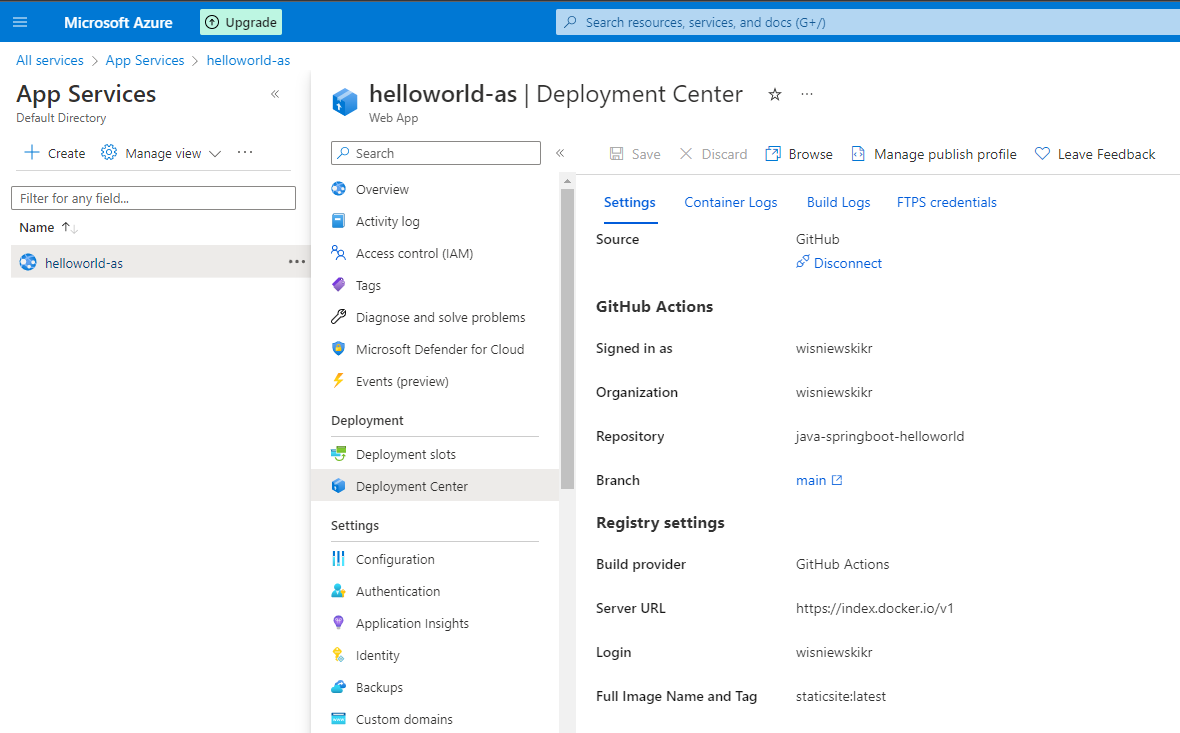 Microsoft Azure
Upgrade
Search resources, services, and docs (G+/)
All services > App Services > helloworld-as
App Services
Default Directory
Create
Manage view
Filter for any field...
Name
helloworld-as
helloworld-as | Deployment Center
Web App
Search
Overview
Activity log
Access control (IAM)
Tags
Diagnose and solve problems
Microsoft Defender for Cloud
Events (preview)
Deployment
Deployment slots
Deployment Center
Settings
Configuration
Authentication
Application Insights
Identity
Backups
Custom domains
Save
Discard
Browse
Manage publish profile
Leave Feedback
Settings
Container Logs
Build Logs
FTPS credentials
Source GitHub
Disconnect
GitHub Actions
Signed in as wisniewskikr
Organization wisniewskikr
Repository java-springboot-helloworld
Branch main
Registry settings
Build provider GitHub Actions
Server URL https://index.docker.io/v1
Login wisniewskikr
Full Image Name and Tag staticsite:latest